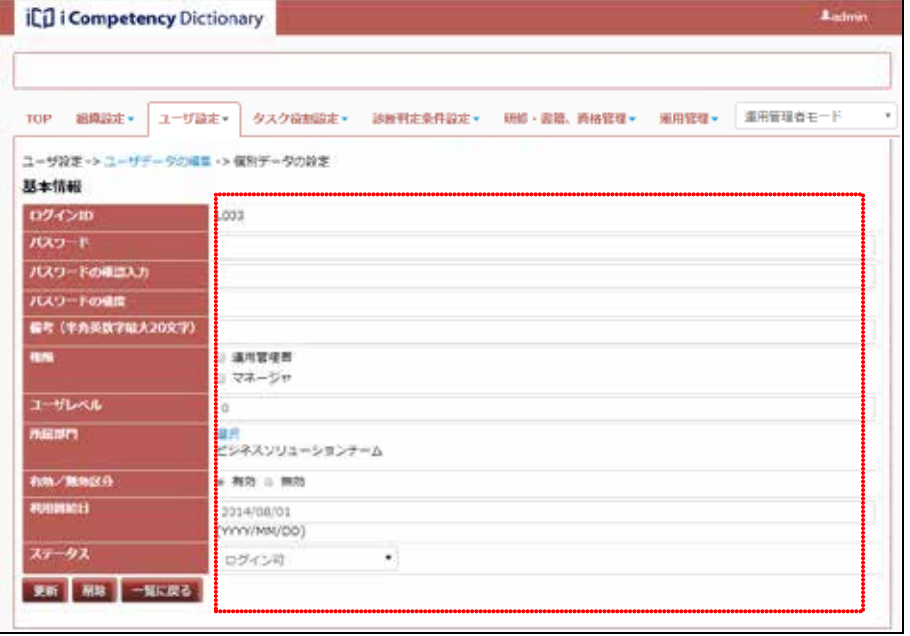 iCD i Competency Dictionary
admin
TOP 組織設定 ユーザ設定 タスク役割設定 診断判定条件設定 研修・書籍、資格管理 運用管理 運用管理者モード
ユーザ設定 -> ユーザデータの編集 -> 個別データの設定
基本情報
ログインID 003
パスワード
パスワードの確認入力
パスワードの強度
備考（半角英数字最大20文字）
権限 運用管理者
マネージャ
ユーザレベル 0
所属部門 選択
ビジネスソリューションチーム
有効／無効区分 有効 無効
利用開始日 2014/08/01
(YYYY/MM/DD)
ステータス ログイン可
更新 削除 一覧に戻る